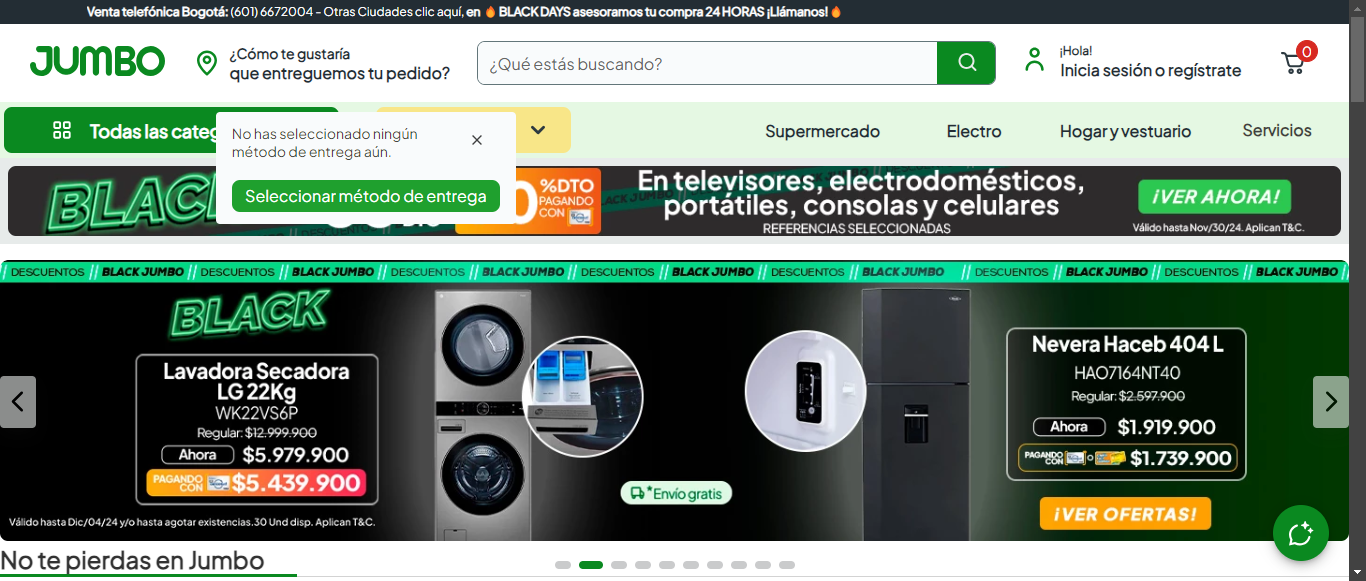 Venta telefónica Bogotá: (601) 6672004 - Otras Ciudades clic aquí, en 🔥 BLACK DAYS asesoramos tu compra 24 HORAS ¡Llámanos! 🔥
JUMBO
¿Cómo te gustaría
que entreguemos tu pedido?
¿Qué estás buscando?
¡Hola!
Inicia sesión o regístrate
0
Todas las categ
Supermercado
Electro
Hogar y vestuario
Servicios
No has seleccionado ningún
método de entrega aún.
Seleccionar método de entrega
BLACK
%DTO
PAGANDO
CON
En televisores, electrodomésticos,
portátiles, consolas y celulares
REFERENCIAS SELECCIONADAS
¡VER AHORA!
Válido hasta Nov/30/24. Aplican T&C.
DESCUENTOS // BLACK JUMBO // DESCUENTOS // BLACK JUMBO // DESCUENTOS // BLACK JUMBO // DESCUENTOS // BLACK JUMBO // DESCUENTOS // BLACK JUMBO // DESCUENTOS // BLACK JUMBO // DESCUENTOS // BLACK JUMBO
BLACK
Lavadora Secadora
LG 22Kg
WK22VS6P
Regular: $12.999.900
Ahora $5.979.900
PAGANDO
CON
$5.439.900
Válido hasta Dic/04/24 y/o hasta agotar existencias.30 Und disp. Aplican T&C.
*Envío gratis
Nevera Haceb 404 L
HAO7164NT40
Regular: $2.597.900
Ahora $1.919.900
PAGANDO
CON
o
$1.739.900
¡VER OFERTAS!
No te pierdas en Jumbo